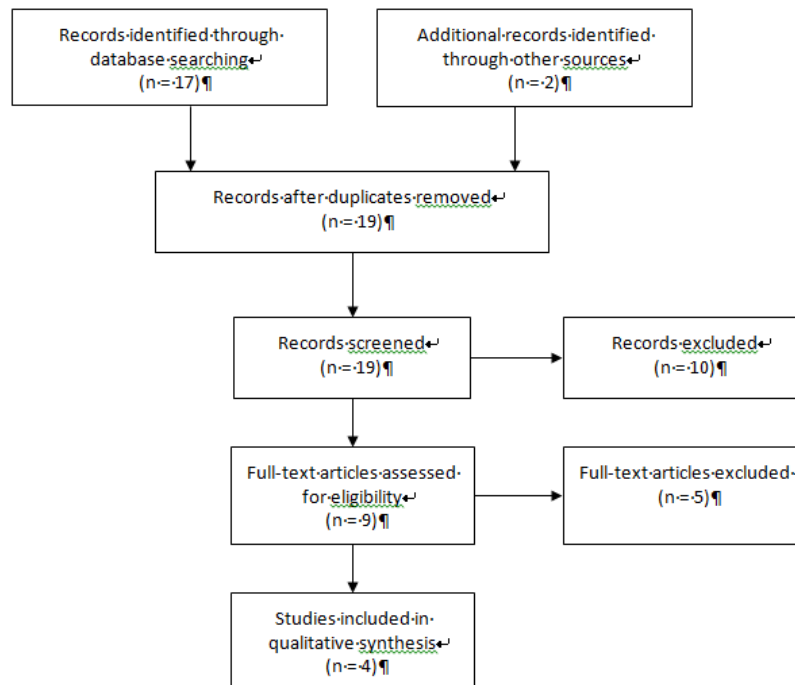 Records·identified·through·
database·searching↵
(n·=·17)¶
Additional·records·identified·
through·other·sources↵
(n·=·2)¶
Records·after·duplicates·removed↵
(n·=·19)¶
Records·screened↵
(n·=·19)¶
Records·excluded↵
(n·=·10)¶
Full-text·articles·assessed·
for·eligibility↵
(n·=·9)¶
Full-text·articles·excluded·
(n·=·5)¶
Studies·included·in·
qualitative·synthesis↵
(n·=·4)¶